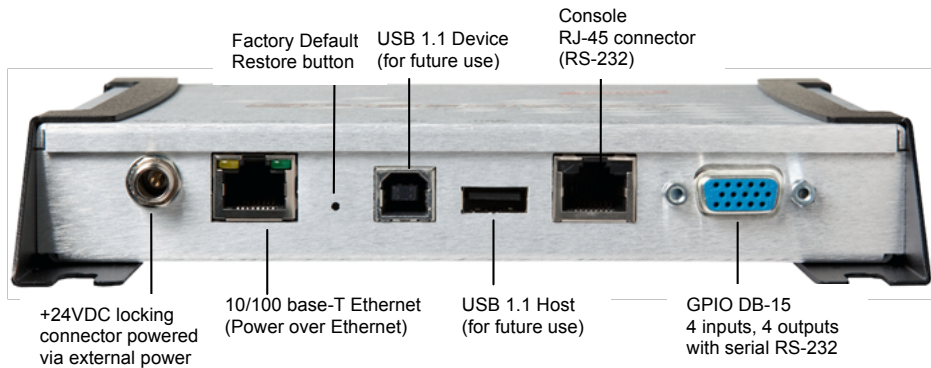 Factory Default
Restore button
USB 1.1 Device
(for future use)
Console
RJ-45 connector
(RS-232)
+24VDC locking
connector powered
via external power
10/100 base-T Ethernet
(Power over Ethernet)
USB 1.1 Host
(for future use)
GPIO DB-15
4 inputs, 4 outputs
with serial RS-232